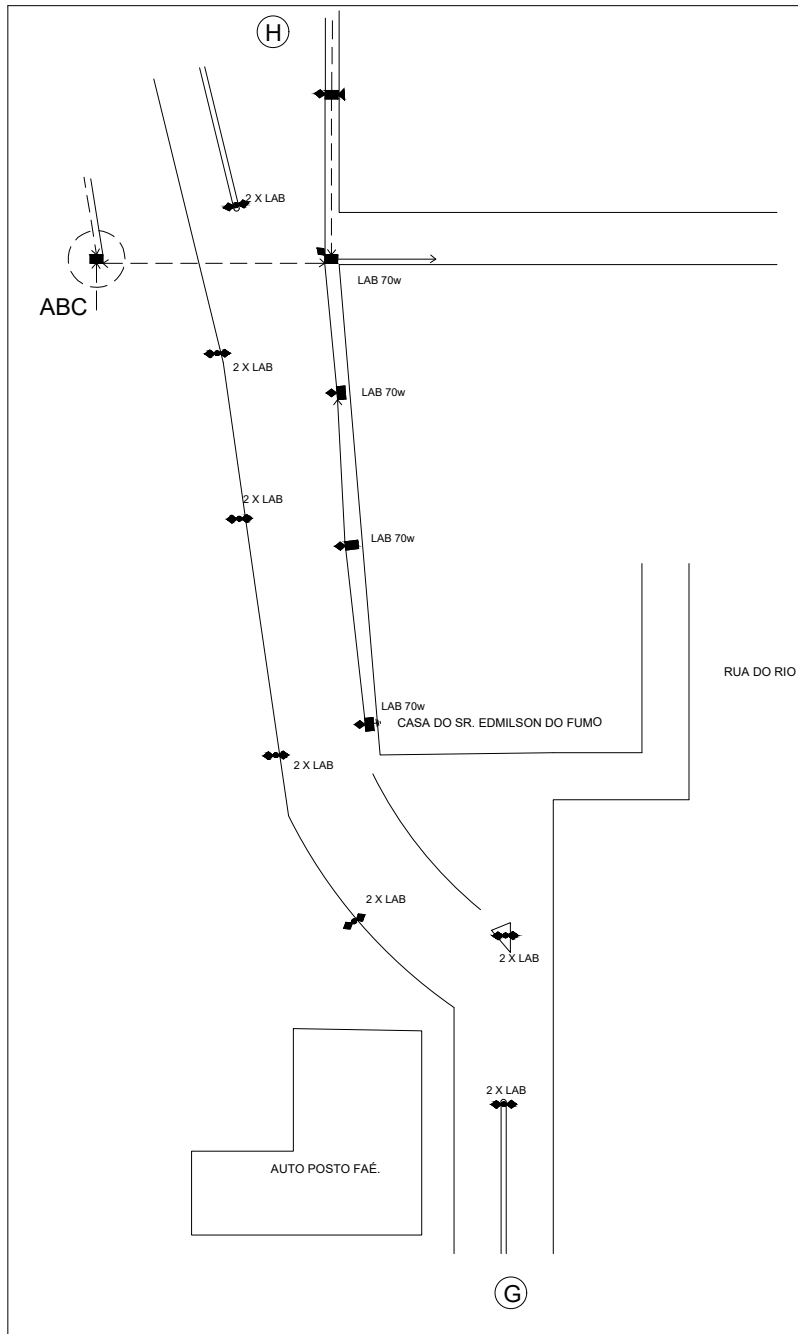 H
2 X LAB
ABC
LAB 70w
2 X LAB
LAB 70w
2 X LAB
LAB 70w
RUA DO RIO
LAB 70w
CASA DO SR. EDMILSON DO FUMO
2 X LAB
2 X LAB
2 X LAB
2 X LAB
AUTO POSTO FAÉ.
G